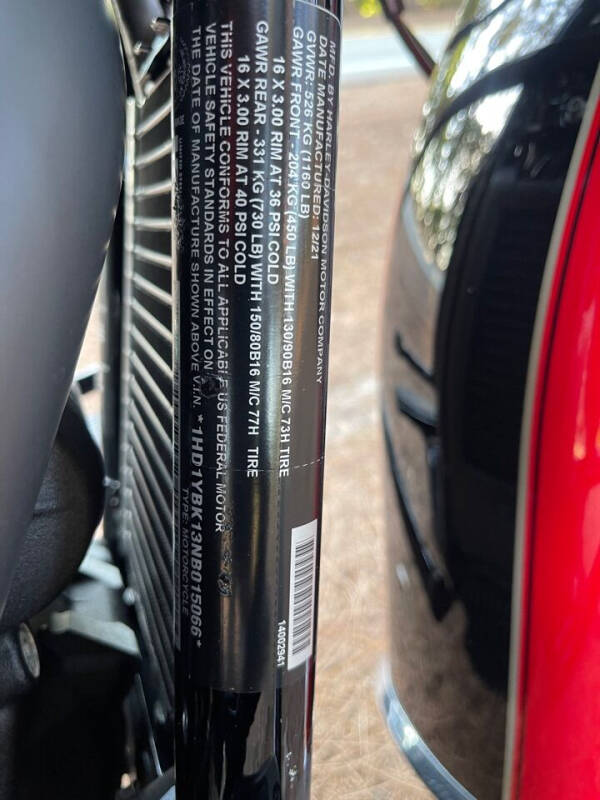 MFD. BY HARLEY-DAVIDSON MOTOR COMPANY
DATE MANUFACTURED: 12/21
GVWR: 526 KG (1160 LB)
GAWR FRONT - 204 KG (450 LB) WITH 130/90B16 M/C 73H TIRE
16 X 3.00 RIM AT 36 PSI COLD
GAWR REAR - 331 KG (730 LB) WITH 150/80B16 M/C 77H TIRE
16 X 3.00 RIM AT 40 PSI COLD
THIS VEHICLE CONFORMS TO ALL APPLICABLE US FEDERAL MOTOR
VEHICLE SAFETY STANDARDS IN EFFECT ON
THE DATE OF MANUFACTURE SHOWN ABOVE V.I.N. *1HD1YBK13NB015066*
TYPE: MOTORCYCLE
14002941